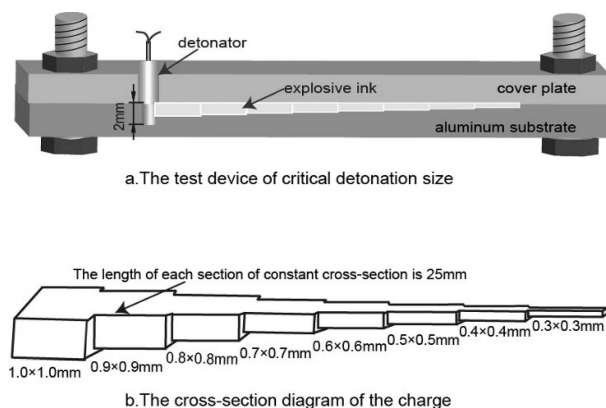 detonator
explosive ink
cover plate
2mm
aluminum substrate
a.The test device of critical detonation size
The length of each section of constant cross-section is 25mm
1.0×1.0mm
0.9×0.9mm
0.8×0.8mm
0.7×0.7mm
0.6×0.6mm
0.5×0.5mm
0.4×0.4mm
0.3×0.3mm
b.The cross-section diagram of the charge